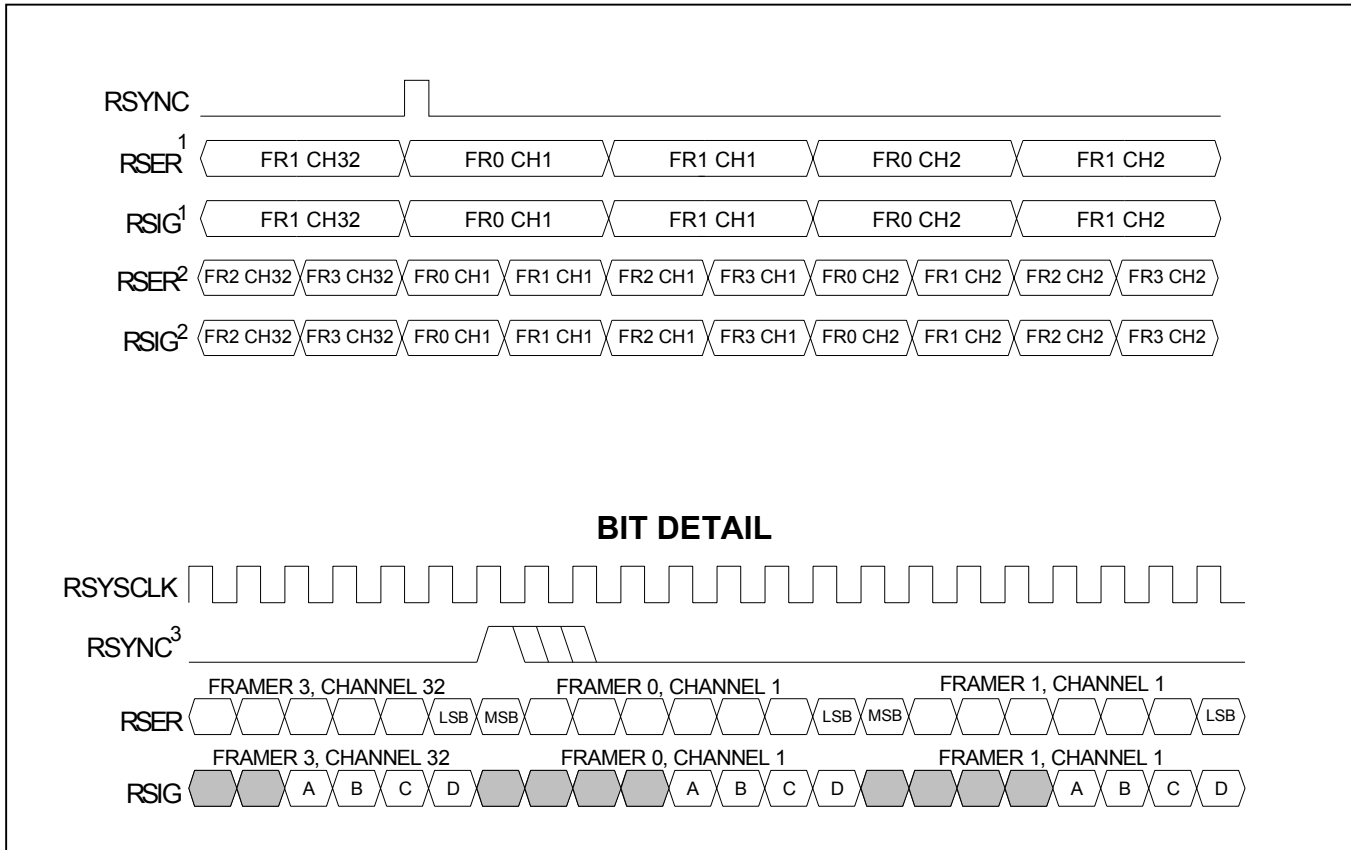 RSYNC
RSER1 FR1 CH32 FR0 CH1 FR1 CH1 FR0 CH2 FR1 CH2
RSIG1 FR1 CH32 FR0 CH1 FR1 CH1 FR0 CH2 FR1 CH2
RSER2 FR2 CH32 FR3 CH32 FR0 CH1 FR1 CH1 FR2 CH1 FR3 CH1 FR0 CH2 FR1 CH2 FR2 CH2 FR3 CH2
RSIG2 FR2 CH32 FR3 CH32 FR0 CH1 FR1 CH1 FR2 CH1 FR3 CH1 FR0 CH2 FR1 CH2 FR2 CH2 FR3 CH2
BIT DETAIL
RSYSCLK
RSYNC3
FRAMER 3, CHANNEL 32 FRAMER 0, CHANNEL 1 FRAMER 1, CHANNEL 1
RSER LSB MSB LSB MSB LSB
FRAMER 3, CHANNEL 32 FRAMER 0, CHANNEL 1 FRAMER 1, CHANNEL 1
RSIG A B C D A B C D A B C D